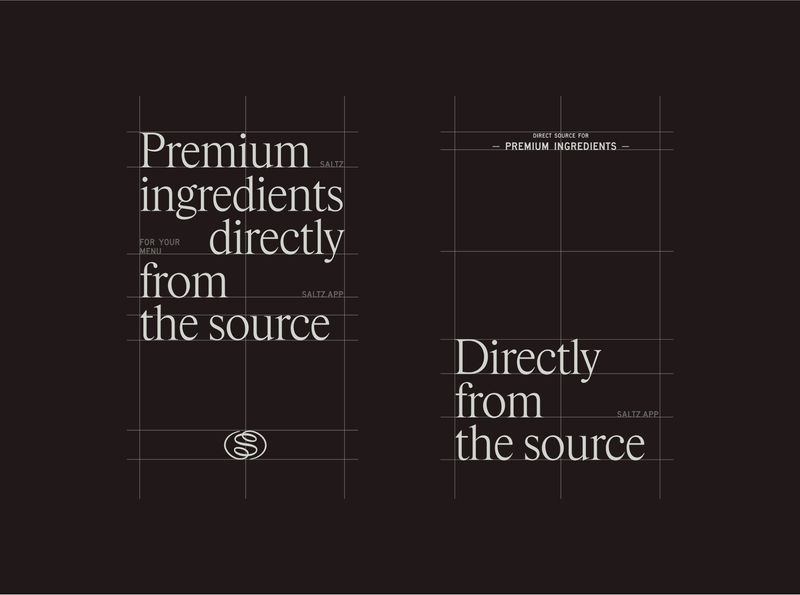 Premium SALTZ
ingredients
FOR YOUR
MENU
directly
from SALTZ.APP
the source
DIRECT SOURCE FOR
— PREMIUM INGREDIENTS —
Directly
from SALTZ.APP
the source